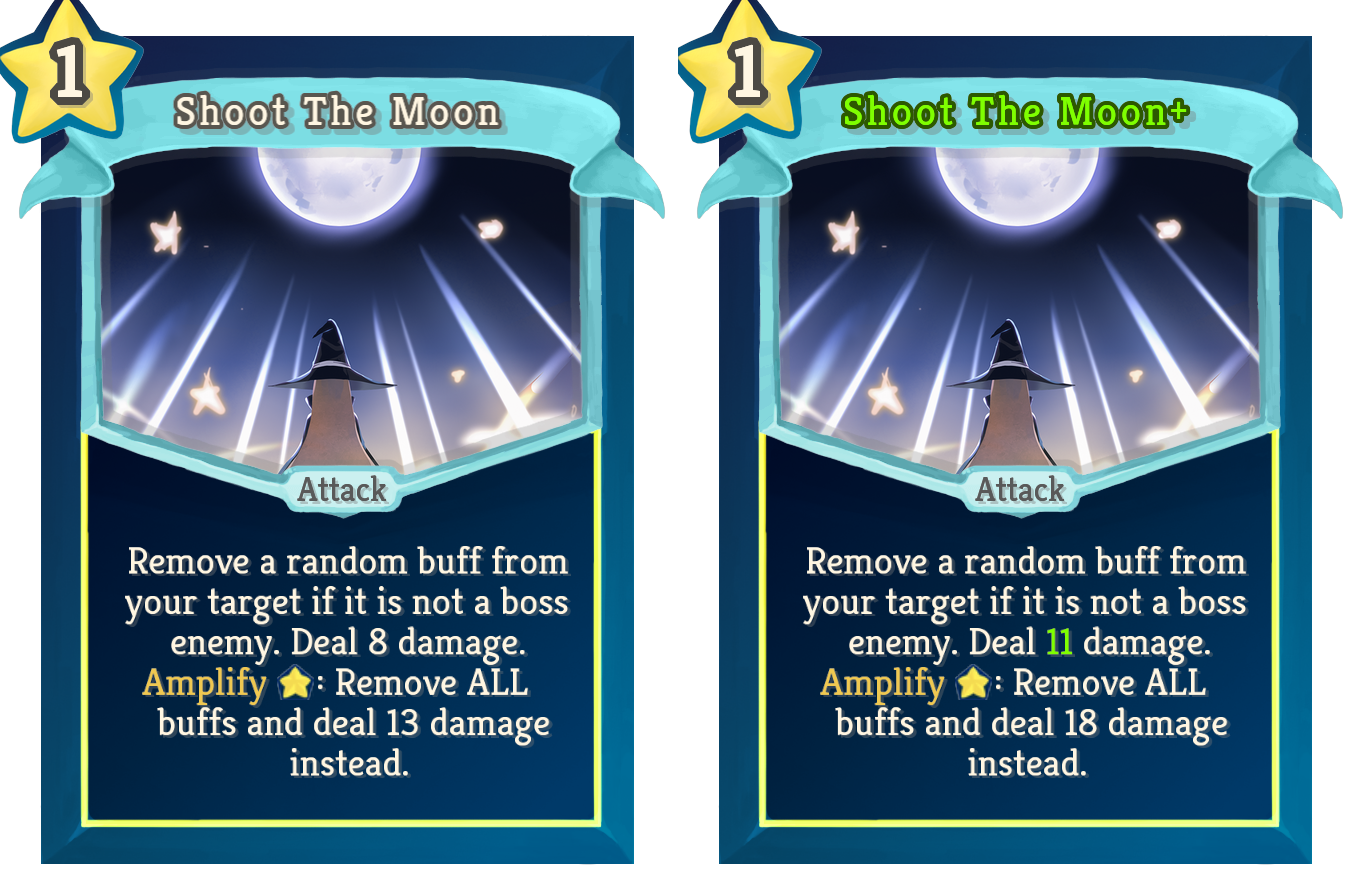 1
Shoot The Moon
Attack
Remove a random buff from
your target if it is not a boss
enemy. Deal 8 damage.
Amplify : Remove ALL
buffs and deal 13 damage
instead.
1
Shoot The Moon+
Attack
Remove a random buff from
your target if it is not a boss
enemy. Deal 11 damage.
Amplify : Remove ALL
buffs and deal 18 damage
instead.